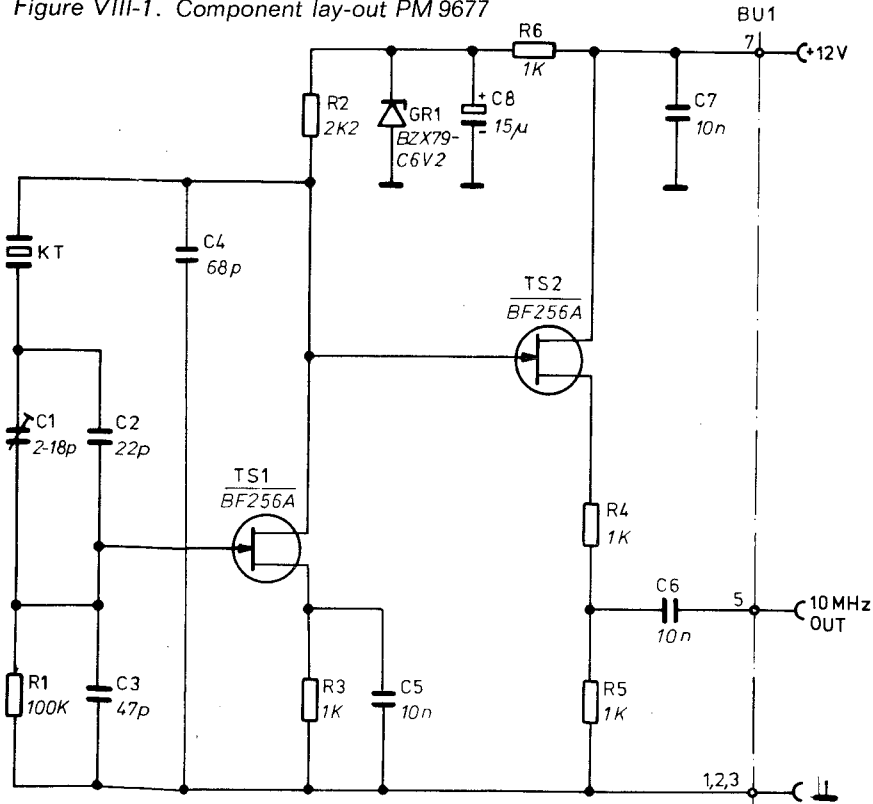 Figure VIII-1. Component lay-out PM 9677
BU1
R6
1K
7
+12V
R2
2K2
GR1
BZX79-
C6V2
+
C8
15µ
-
C7
10n
KT
C4
68p
TS2
BF256A
C1
2-18p
C2
22p
TS1
BF256A
R4
1K
C6
10n
5
10MHz
OUT
R1
100K
C3
47p
R3
1K
C5
10n
R5
1K
1,2,3